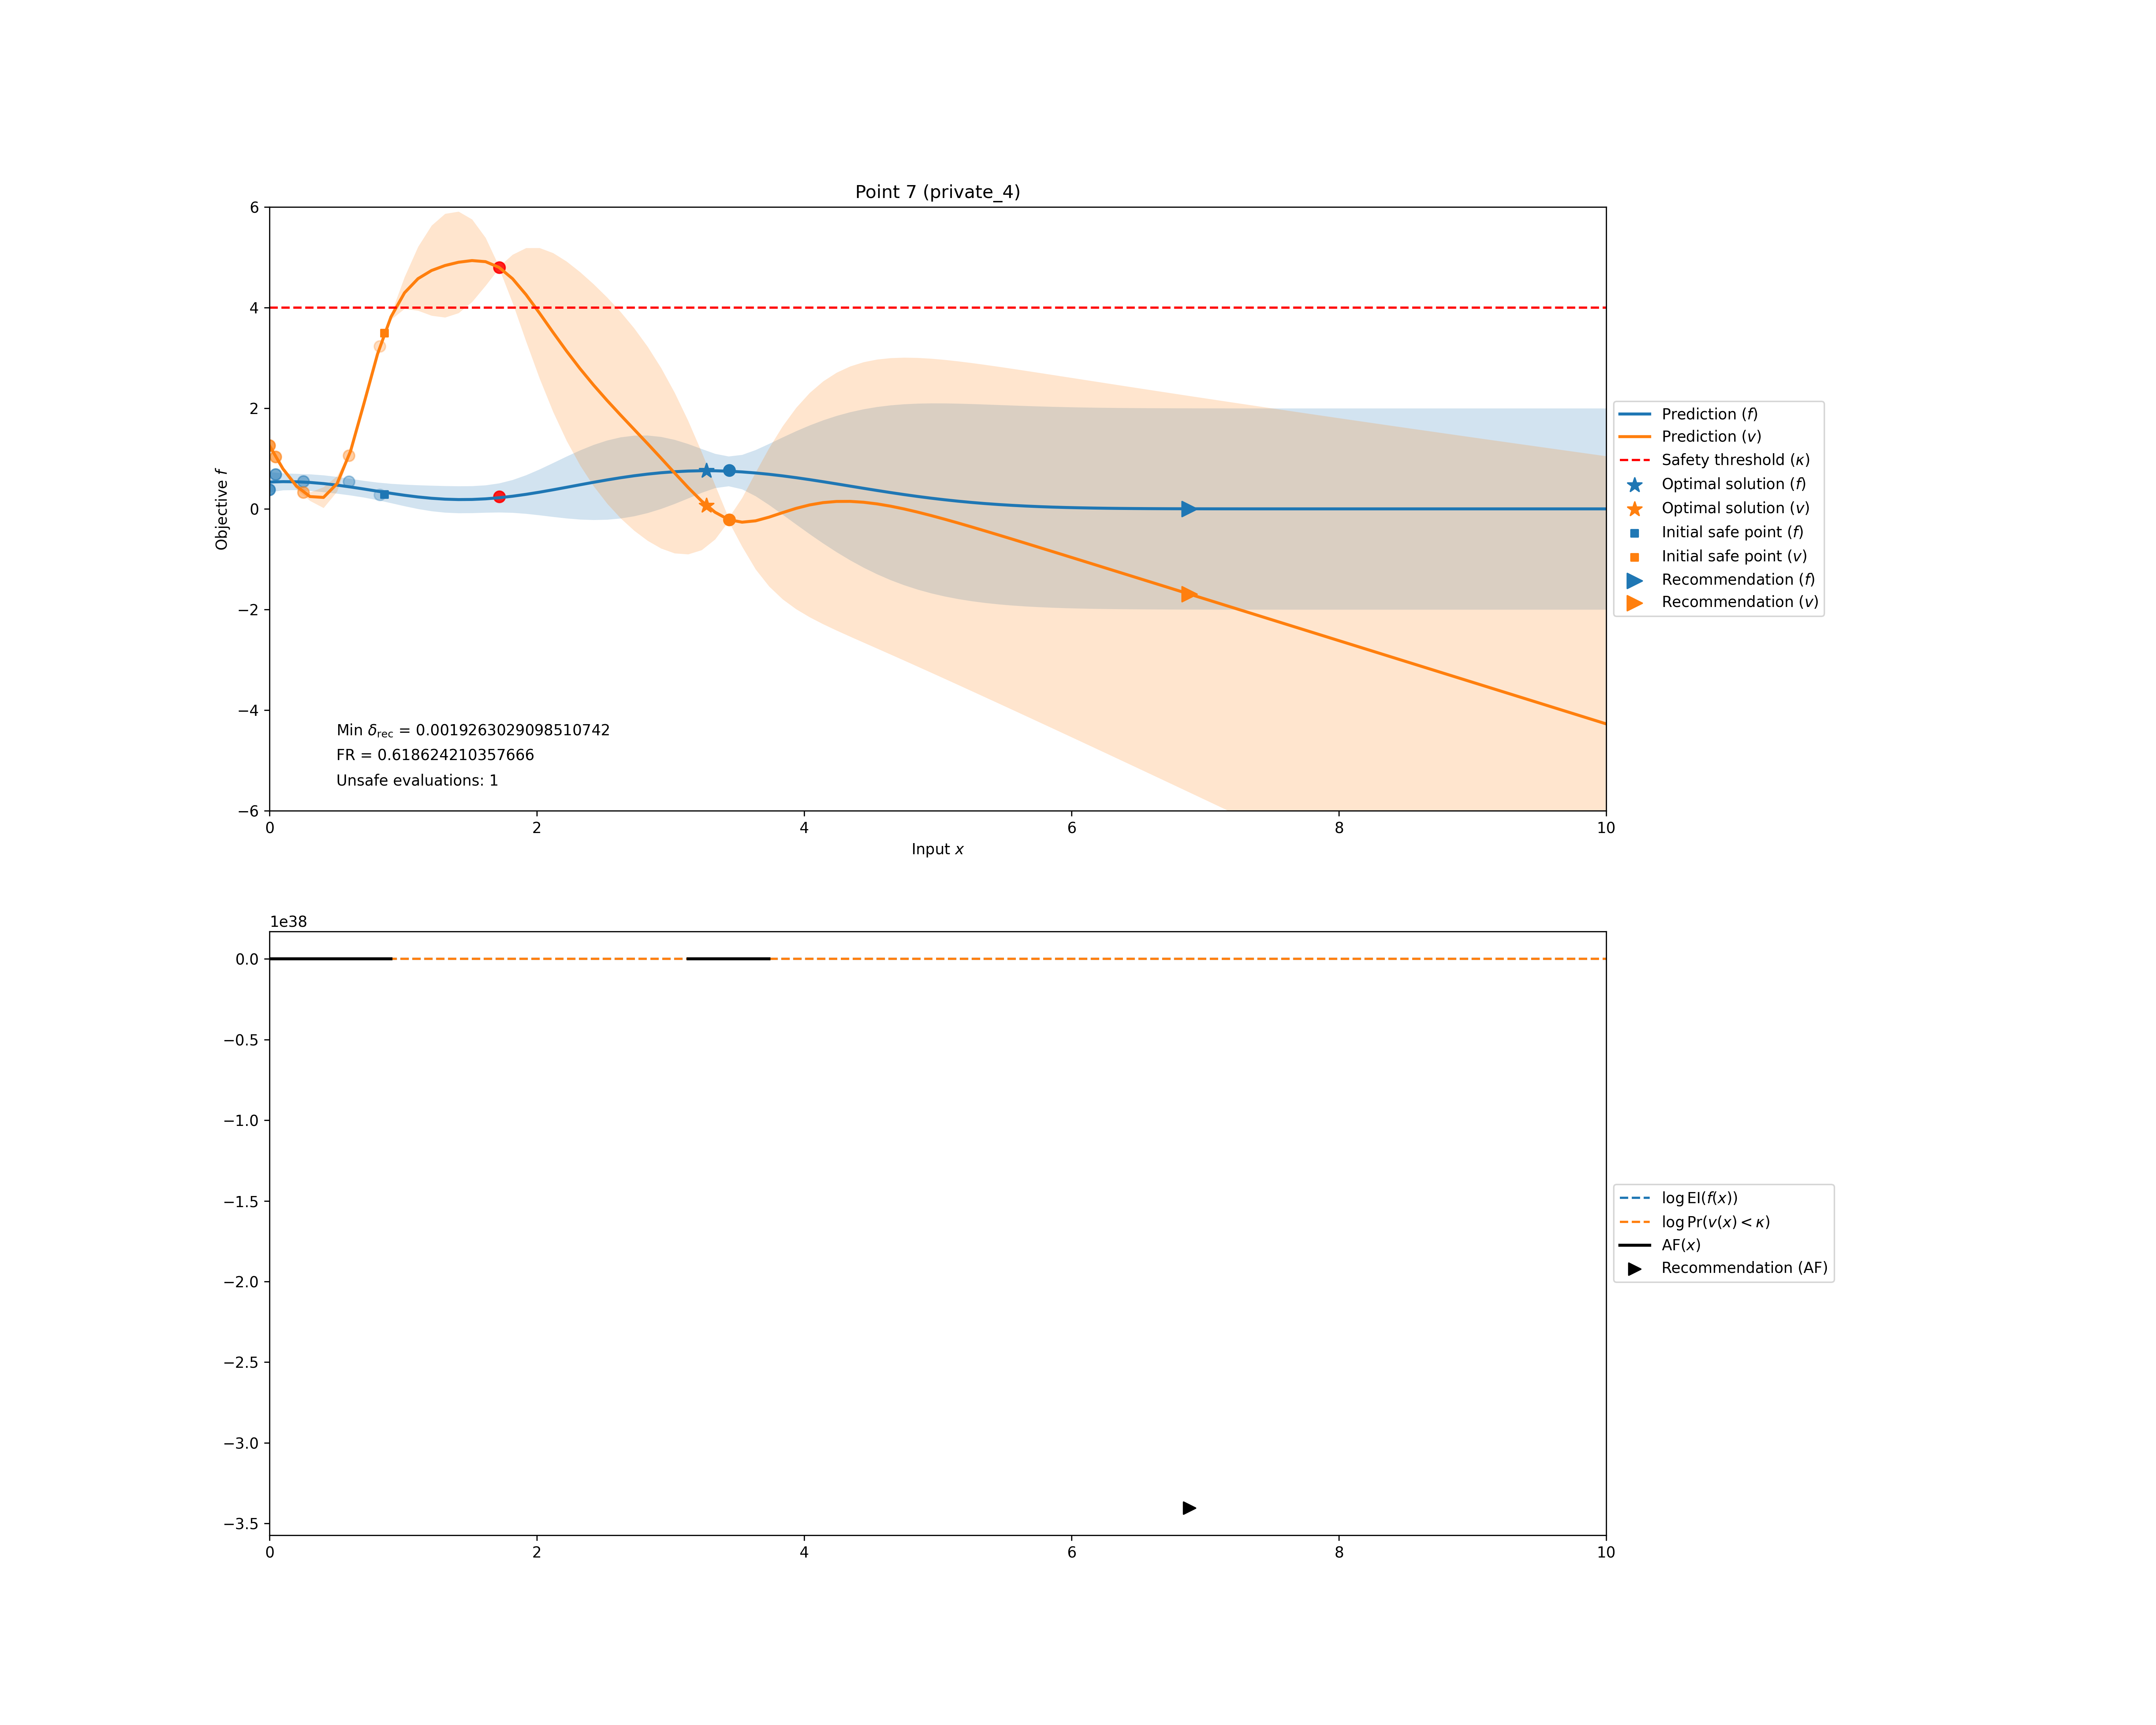 Point 7 (private_4)
6
4
2
0
−2
−4
−6
Objective f
Min δrec = 0.0019263029098510742
FR = 0.618624210357666
Unsafe evaluations: 1
0 2 4 6 8 10
Input x
Prediction (f)
Prediction (v)
Safety threshold (κ)
Optimal solution (f)
Optimal solution (v)
Initial safe point (f)
Initial safe point (v)
Recommendation (f)
Recommendation (v)
1e38
0.0
−0.5
−1.0
−1.5
−2.0
−2.5
−3.0
−3.5
0 2 4 6 8 10
log EI(f(x))
log Pr(v(x) < κ)
AF(x)
Recommendation (AF)